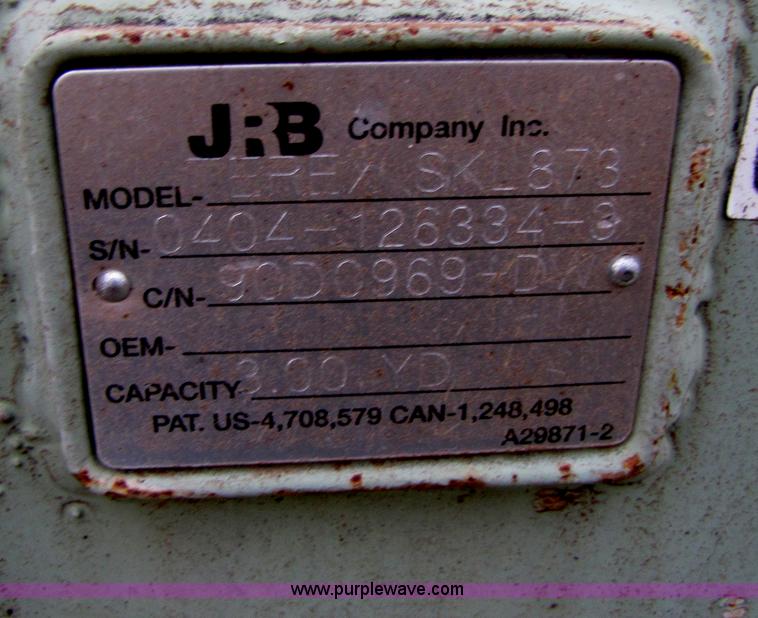 JRB Company Inc.
MODEL- TEREX SKL873
S/N- 0404-126334-3
C/N- 90D0969-DW
OEM-
CAPACITY 3.00 YD
PAT. US-4,708,579 CAN-1,248,498
A29871-2
www.purplewave.com